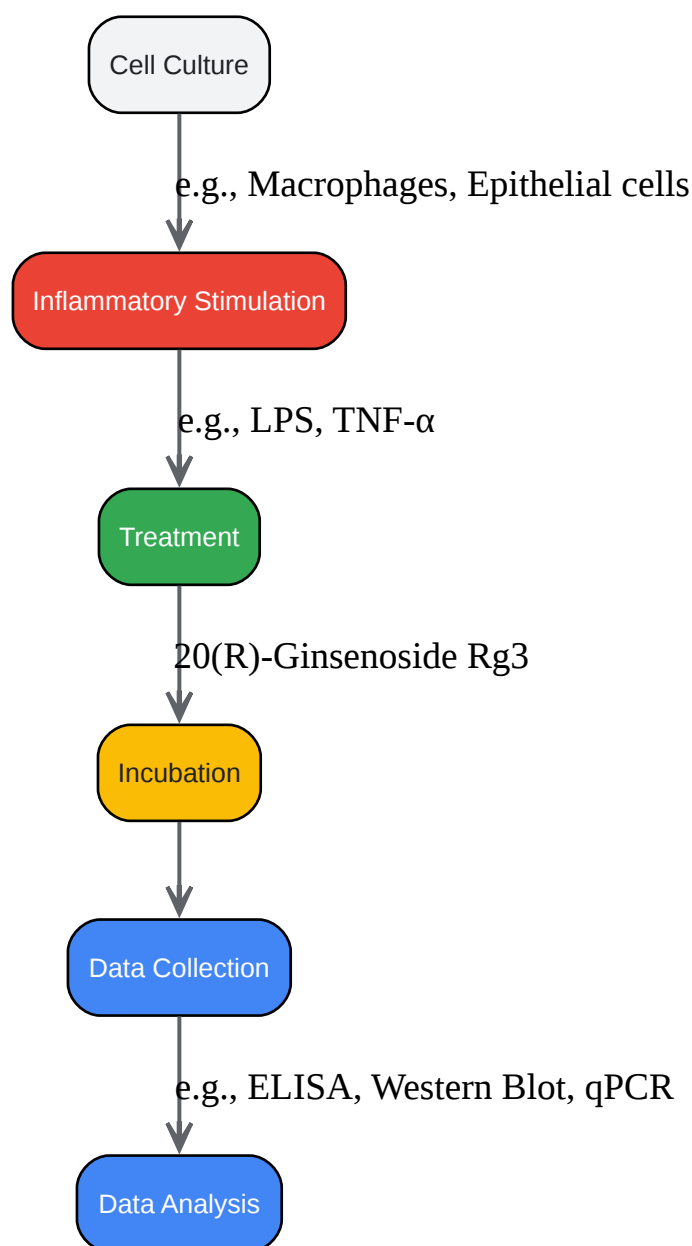 Cell Culture
e.g., Macrophages, Epithelial cells
Inflammatory Stimulation
e.g., LPS, TNF-α
Treatment
20(R)-Ginsenoside Rg3
Incubation
Data Collection
e.g., ELISA, Western Blot, qPCR
Data Analysis